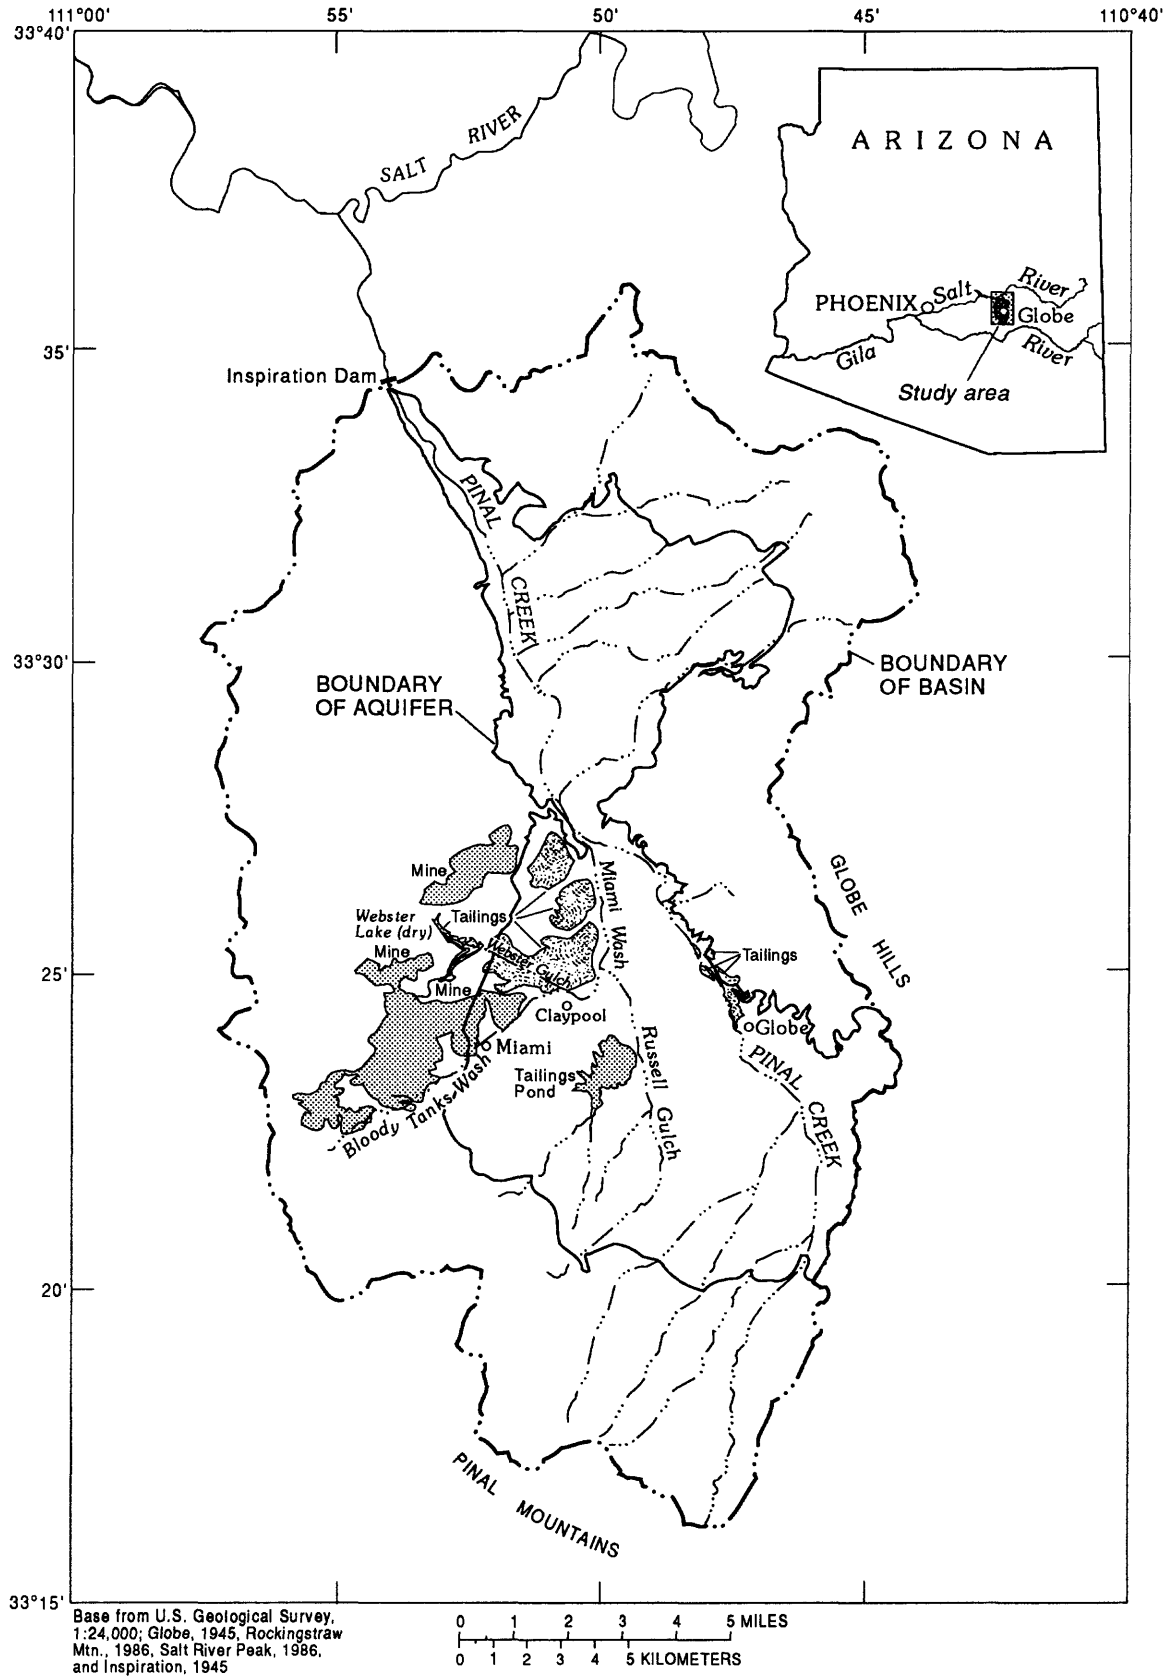 111°00'
55'
50'
45'
110°40'
33°40'
35'
33°30'
25'
20'
33°15'
SALT RIVER
ARIZONA
PHOENIX
Salt
River
Globe
Gila
River
Study area
Inspiration Dam
PINAL
CREEK
BOUNDARY
OF AQUIFER
BOUNDARY
OF BASIN
GLOBE HILLS
Mine
Miami Wash
Webster
Lake (dry)
Tailings
Mine
Webster Gulch
Tailings
Mine
Claypool
Globe
Miami
Russell Gulch
Tailings
Pond
PINAL
CREEK
Bloody Tanks Wash
PINAL MOUNTAINS
Base from U.S. Geological Survey,
1:24,000; Globe, 1945, Rockingstraw
Mtn., 1986, Salt River Peak, 1986,
and Inspiration, 1945
0 1 2 3 4 5 MILES
0 1 2 3 4 5 KILOMETERS